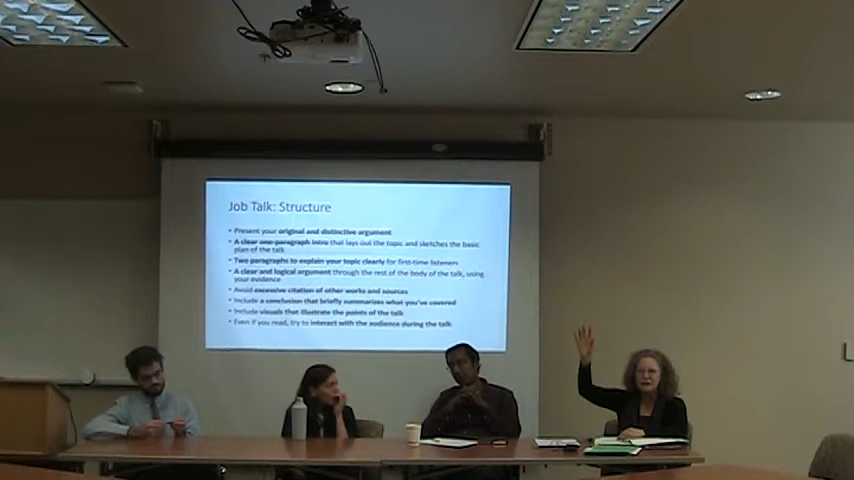 Job Talk: Structure
• Present your original and distinctive argument
• A clear one-paragraph intro that lays out the topic and sketches the basic
plan of the talk
• Two paragraphs to explain your topic clearly for first-time listeners
• A clear and logical argument through the rest of the body of the talk, using
your evidence
• Avoid excessive citation of other works and sources
• Include a conclusion that briefly summarizes what you've covered
• Include visuals that illustrate the points of the talk
• Even if you read, try to interact with the audience during the talk